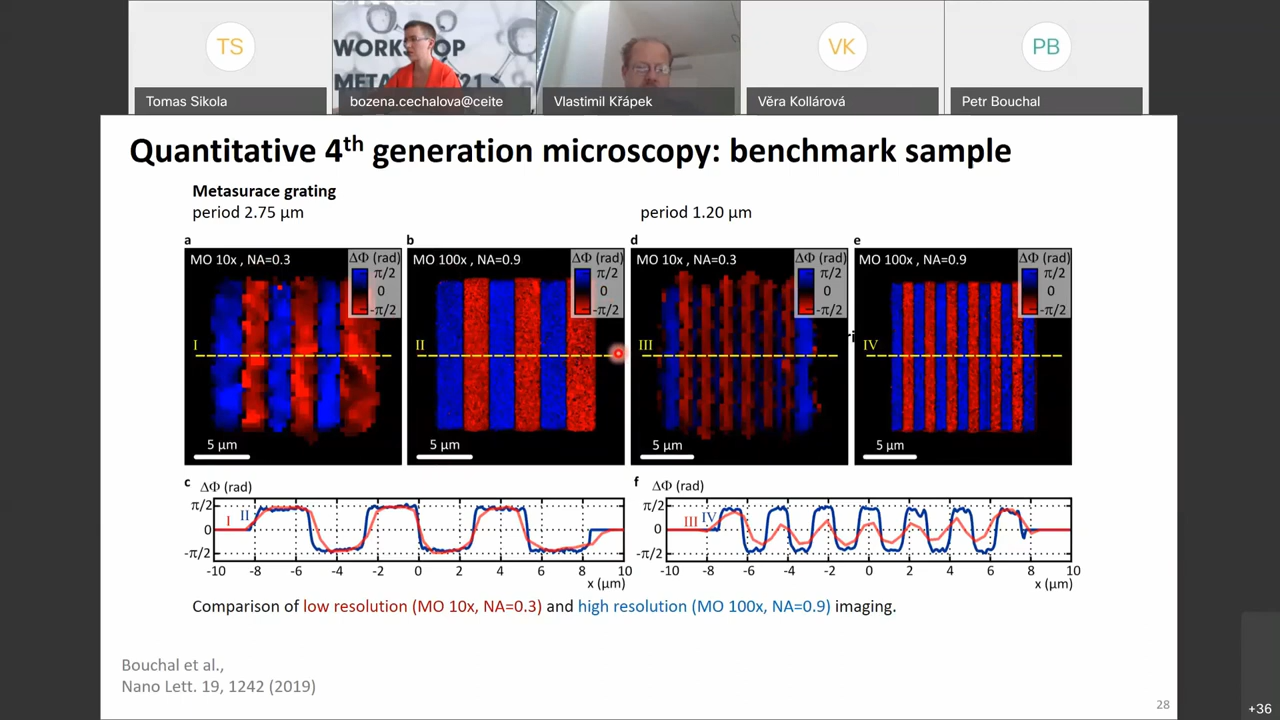 WORKSHOP
TS
VK
PB
Tomas Sikola
bozena.cechalova@ceite
Vlastimil Křápek
Věra Kollárová
Petr Bouchal
Quantitative 4th generation microscopy: benchmark sample
Metasurace grating
period 2.75 µm
period 1.20 µm
a
MO 10x , NA=0.3
ΔΦ (rad)
π/2
0
-π/2
I
5 µm
b
MO 100x , NA=0.9
ΔΦ (rad)
π/2
0
-π/2
II
5 µm
d
MO 10x , NA=0.3
ΔΦ (rad)
π/2
0
-π/2
III
5 µm
e
MO 100x , NA=0.9
ΔΦ (rad)
π/2
0
-π/2
IV
5 µm
c ΔΦ (rad)
π/2
0
-π/2
I II
-10 -8 -6 -4 -2 0 2 4 6 8 10
x (µm)
f ΔΦ (rad)
π/2
0
-π/2
III IV
-10 -8 -6 -4 -2 0 2 4 6 8 10
x (µm)
Comparison of low resolution (MO 10x, NA=0.3) and high resolution (MO 100x, NA=0.9) imaging.
Bouchal et al.,
Nano Lett. 19, 1242 (2019)
28
+36